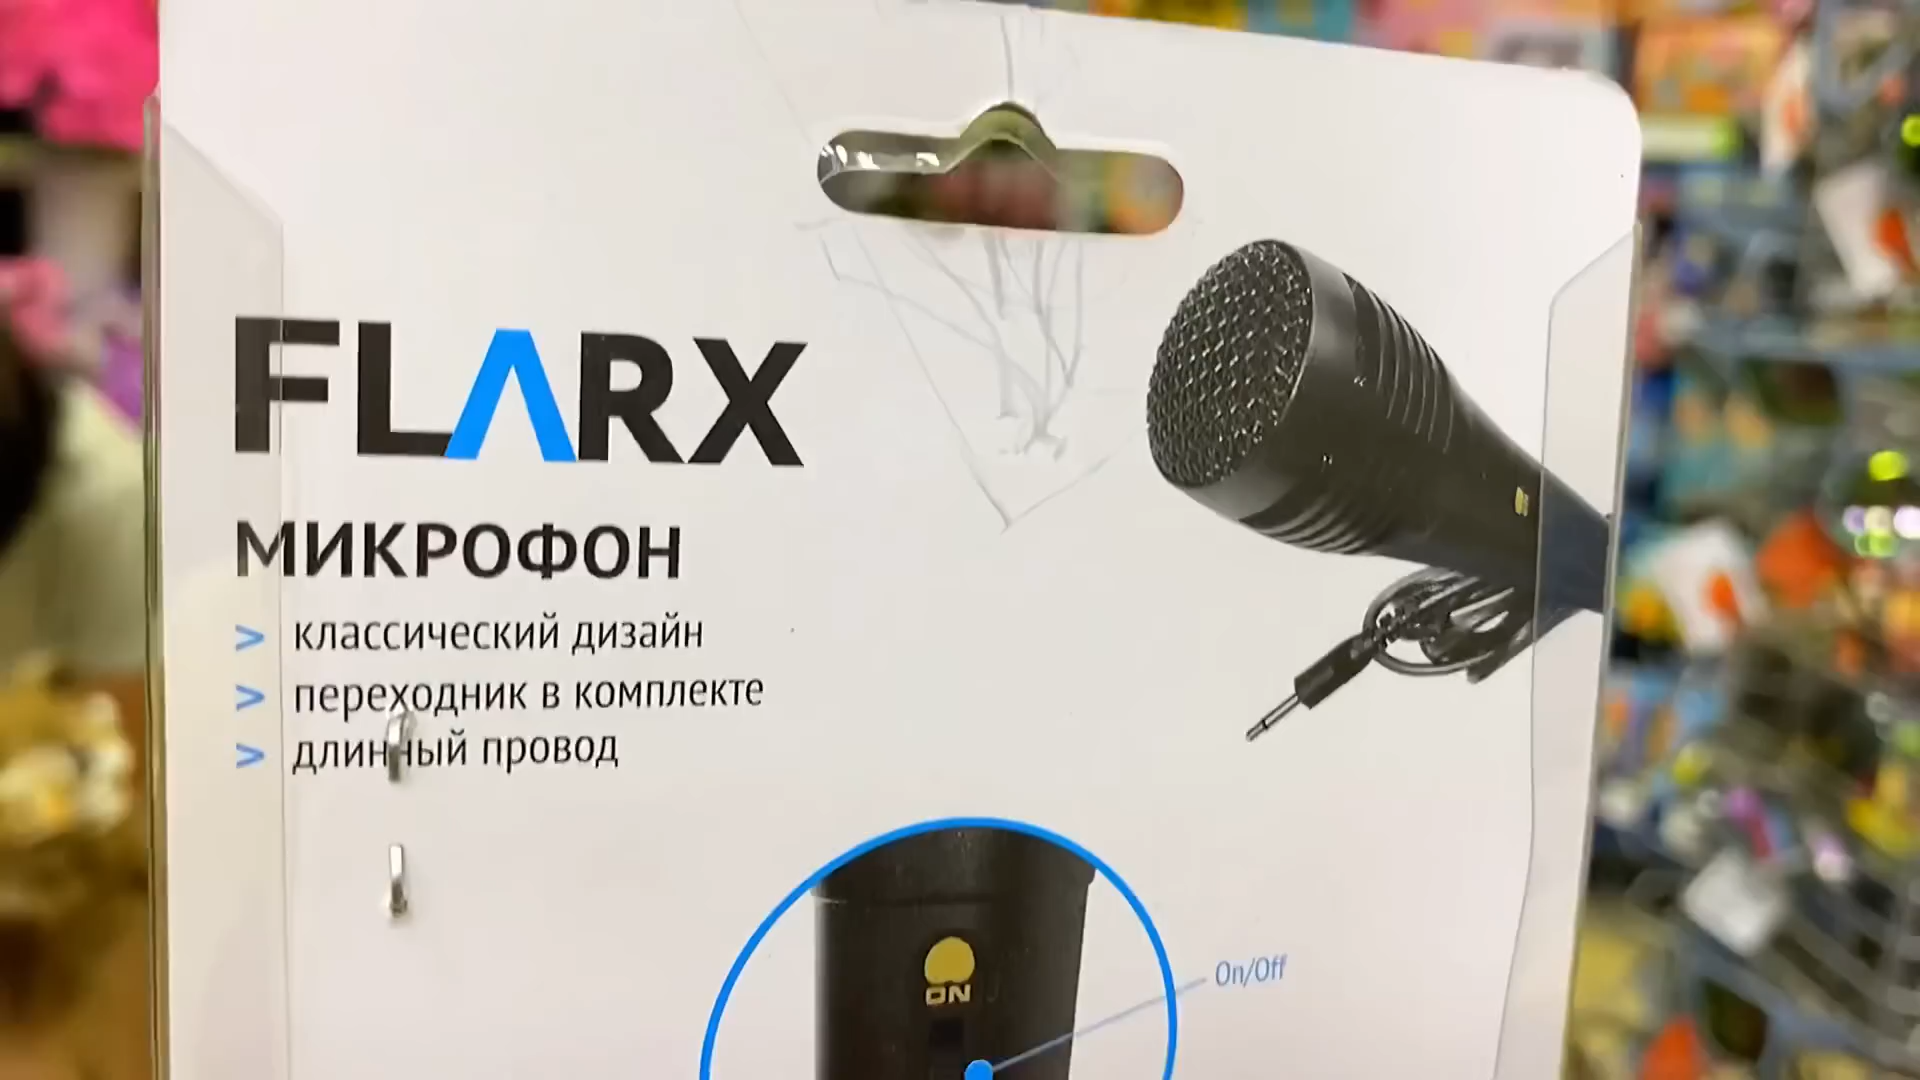 FLARX
МИКРОФОН
> классический дизайн
> переходник в комплекте
> длинный провод
ON
On/Off